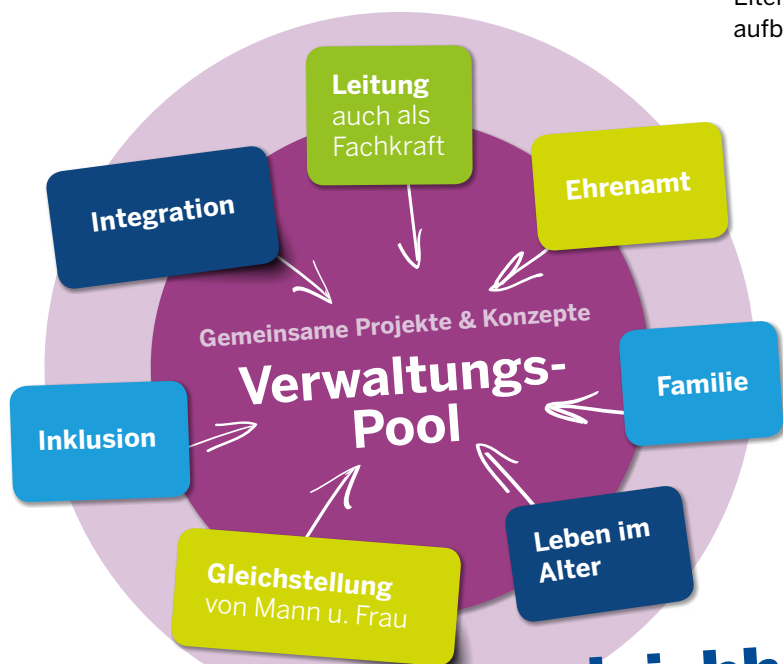 Leitung
auch als
Fachkraft
Ehrenamt
Integration
Gemeinsame Projekte & Konzepte
Verwaltungs-
Pool
Familie
Inklusion
Leben im
Alter
Gleichstellung
von Mann u. Frau
aufb